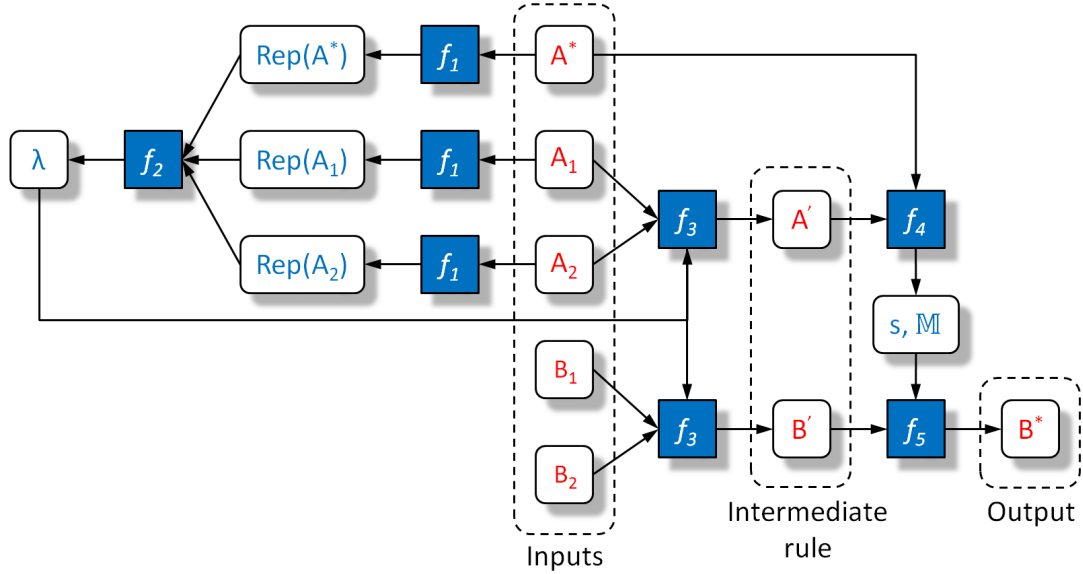 Rep(A*) f₁ A*
λ f₂ Rep(A₁) f₁ A₁
Rep(A₂) f₁ A₂
f₃ A′ f₄
s, 𝕄
B₁
f₃ B′ f₅ B*
B₂
Inputs
Intermediate
rule
Output